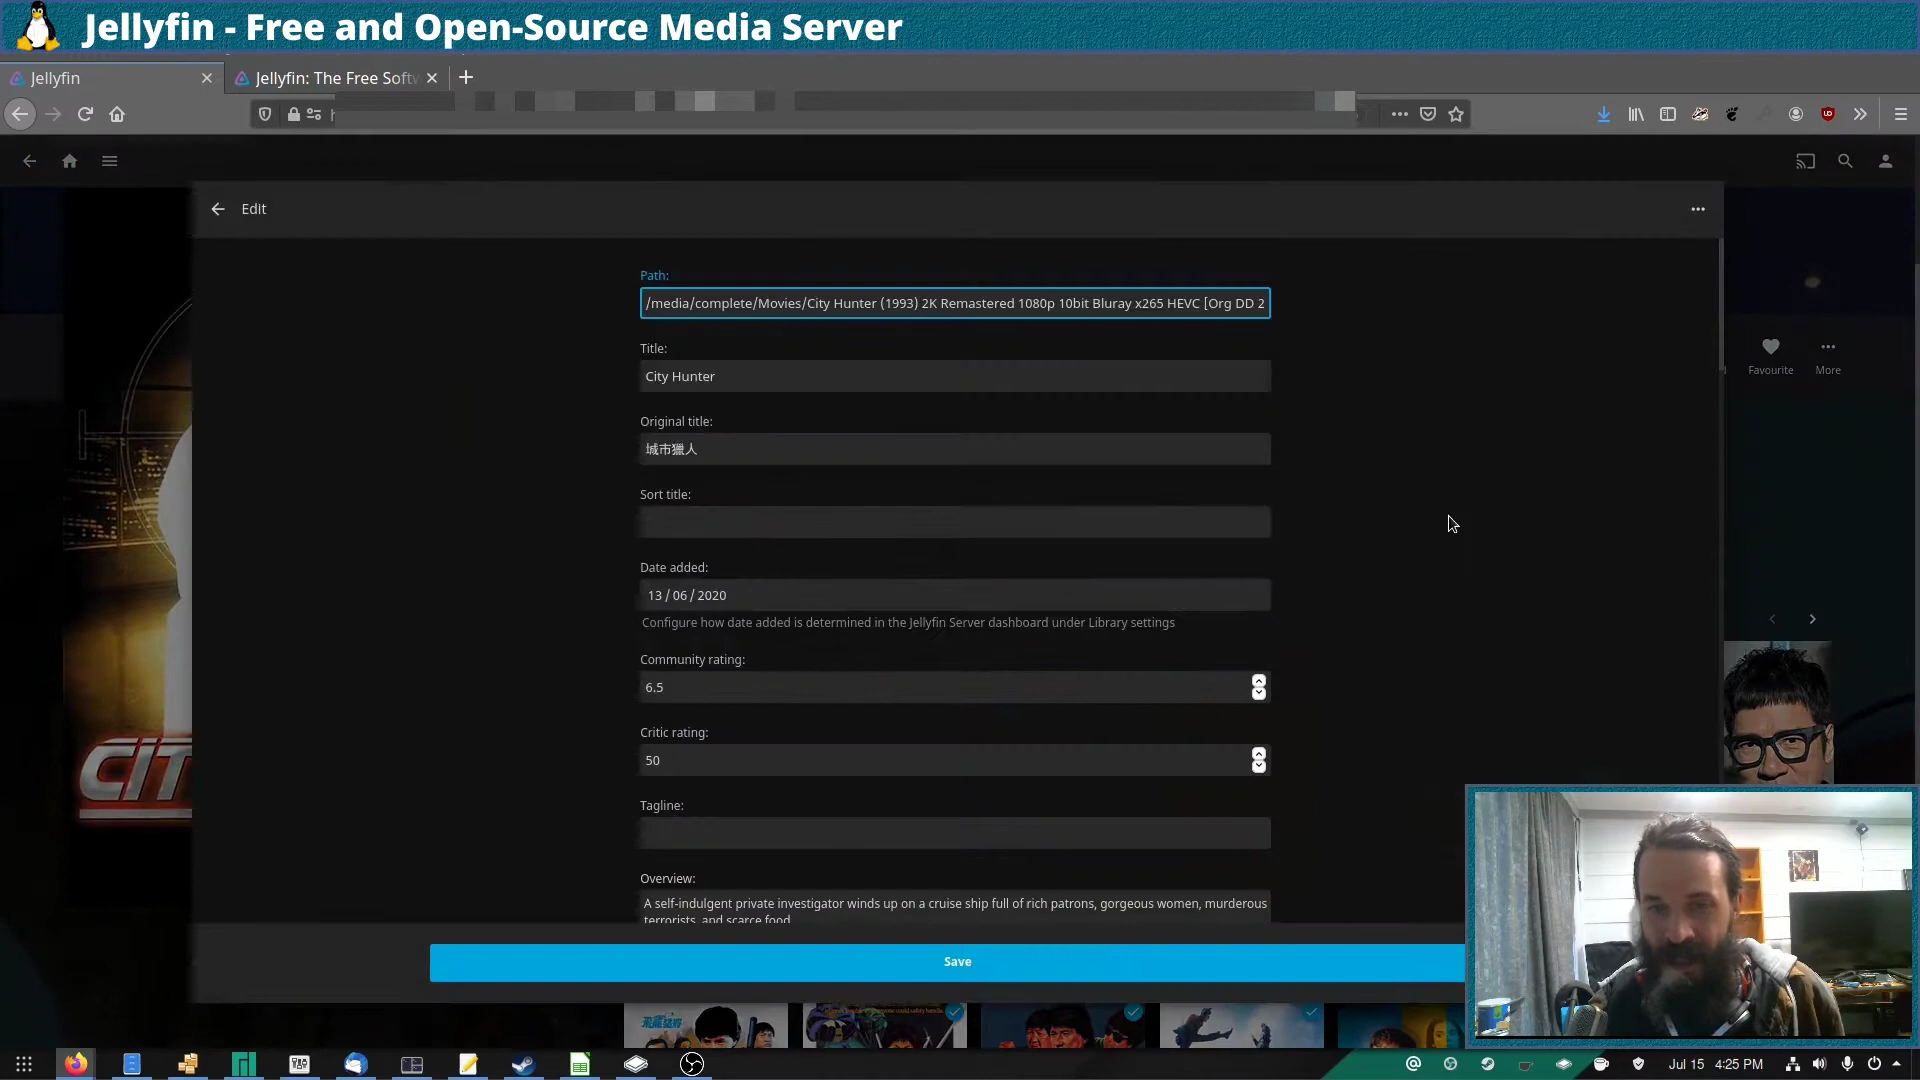 Jellyfin - Free and Open-Source Media Server
Jellyfin
Jellyfin: The Free Softw
Edit
Path:
/media/complete/Movies/City Hunter (1993) 2K Remastered 1080p 10bit Bluray x265 HEVC [Org DD 2
Title:
City Hunter
Favourite
More
Original title:
城市獵人
Sort title:
Date added:
13 / 06 / 2020
Configure how date added is determined in the Jellyfin Server dashboard under Library settings
Community rating:
6.5
Critic rating:
50
CIT
Tagline:
Overview:
A self-indulgent private investigator winds up on a cruise ship full of rich patrons, gorgeous women, murderous
terrorists, and scarce food
Save
Jul 15 4:25 PM